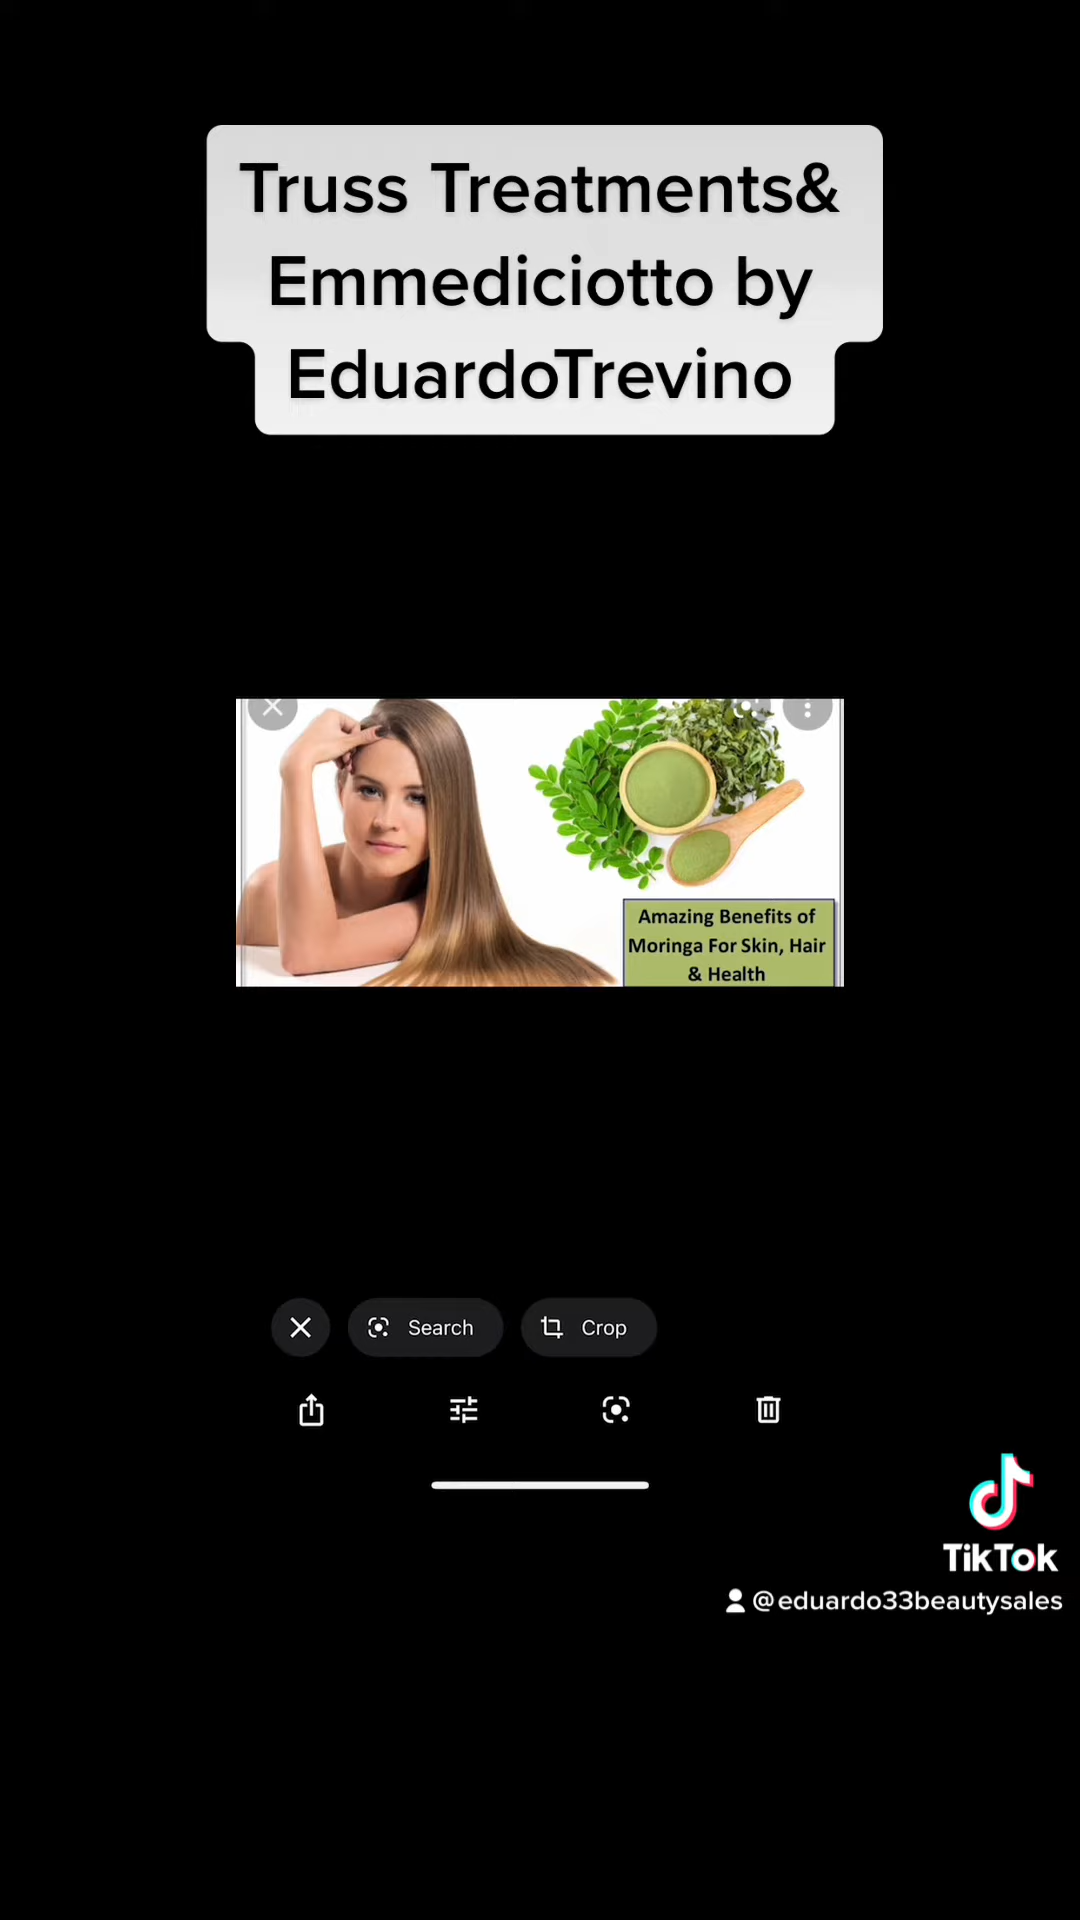 Truss Treatments&
Emmediciotto by
EduardoTrevino
Amazing Benefits of
Moringa For Skin, Hair
& Health
Search
Crop
TikTok
@eduardo33beautysales